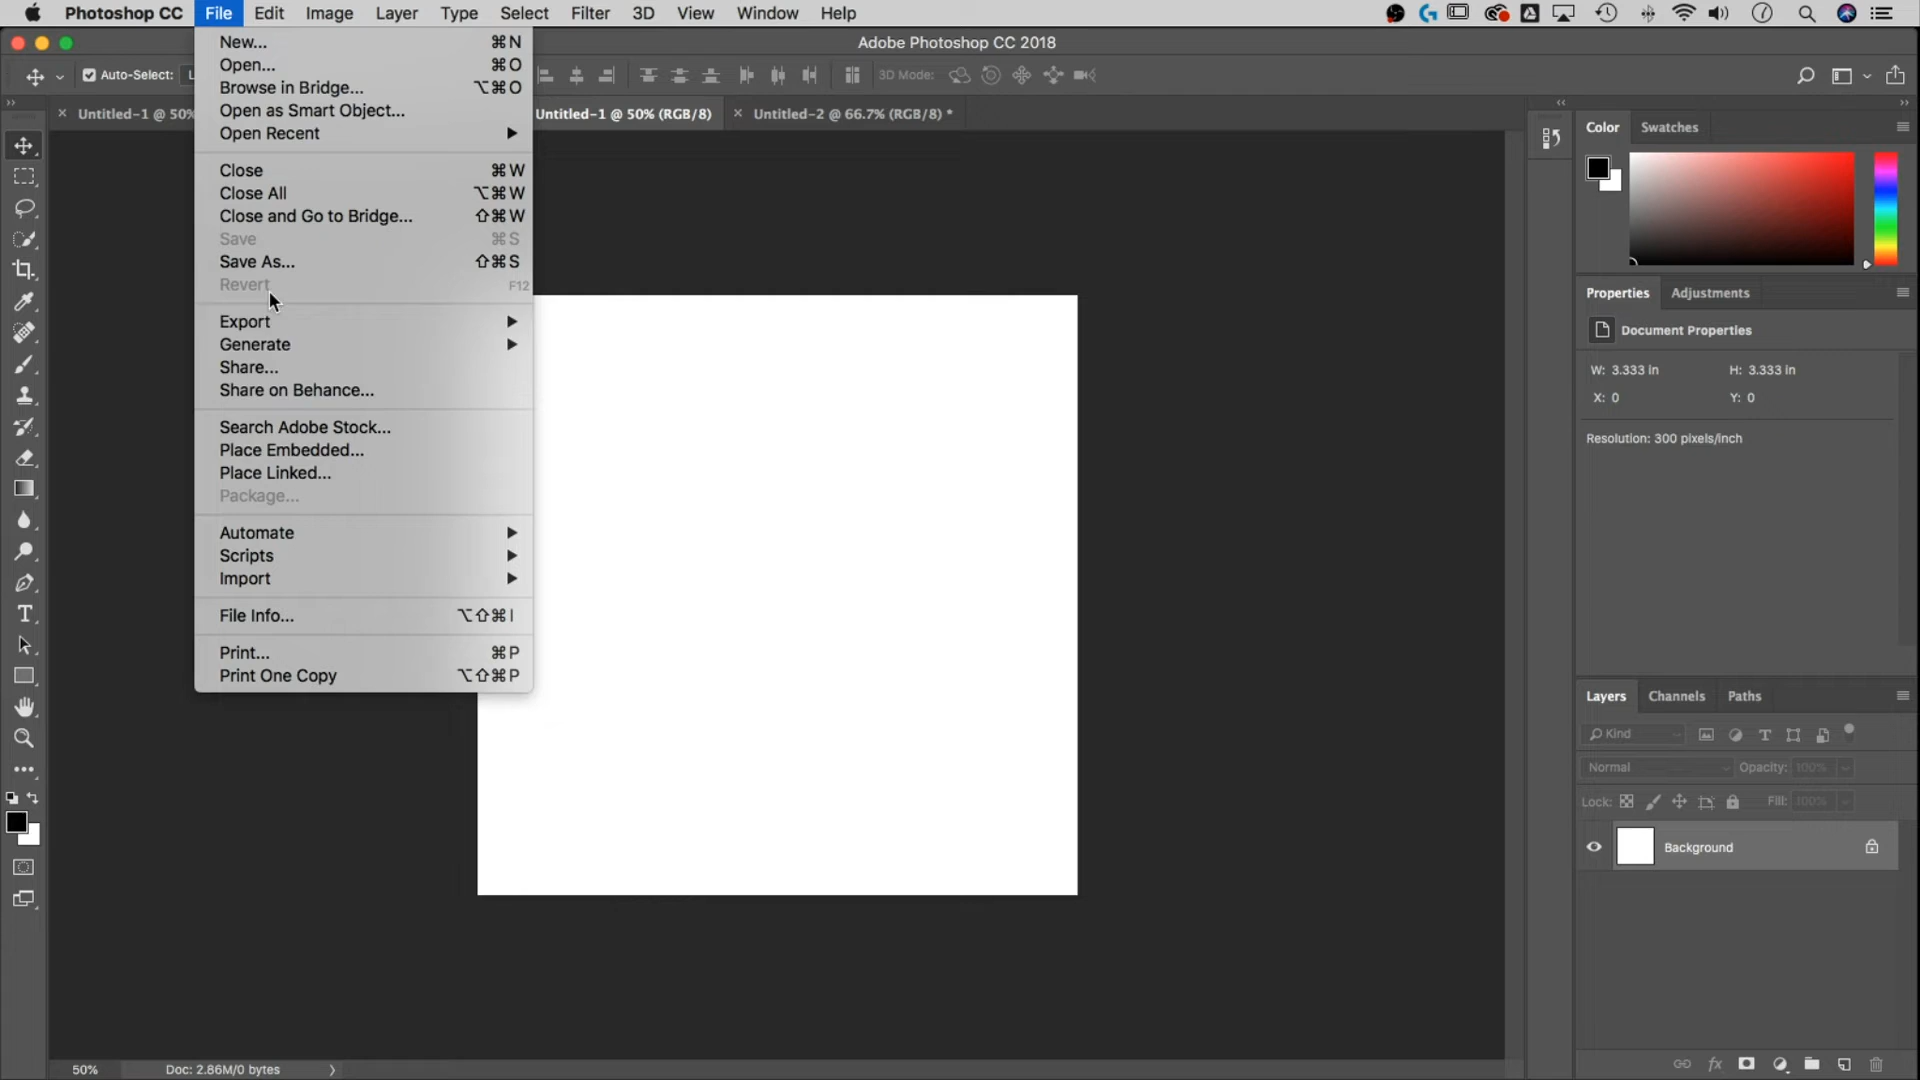 Photoshop CC File Edit Image Layer Type Select Filter 3D View Window Help
Adobe Photoshop CC 2018
Auto-Select: 3D Mode:
Untitled-1 @ 50% Untitled-1 @ 50% (RGB/8) Untitled-2 @ 66.7% (RGB/8) *
New... ⌘N
Open... ⌘O
Browse in Bridge... ⌥⌘O
Open as Smart Object...
Open Recent
Close ⌘W
Close All ⌥⌘W
Close and Go to Bridge... ⇧⌘W
Save ⌘S
Save As... ⇧⌘S
Revert F12
Export
Generate
Share...
Share on Behance...
Search Adobe Stock...
Place Embedded...
Place Linked...
Package...
Automate
Scripts
Import
File Info... ⌥⇧⌘I
Print... ⌘P
Print One Copy ⌥⇧⌘P
Color Swatches
Properties Adjustments
Document Properties
W: 3.333 in H: 3.333 in
X: 0 Y: 0
Resolution: 300 pixels/inch
Layers Channels Paths
Kind
Normal Opacity: 100%
Lock: Fill: 100%
Background
50% Doc: 2.86M/0 bytes